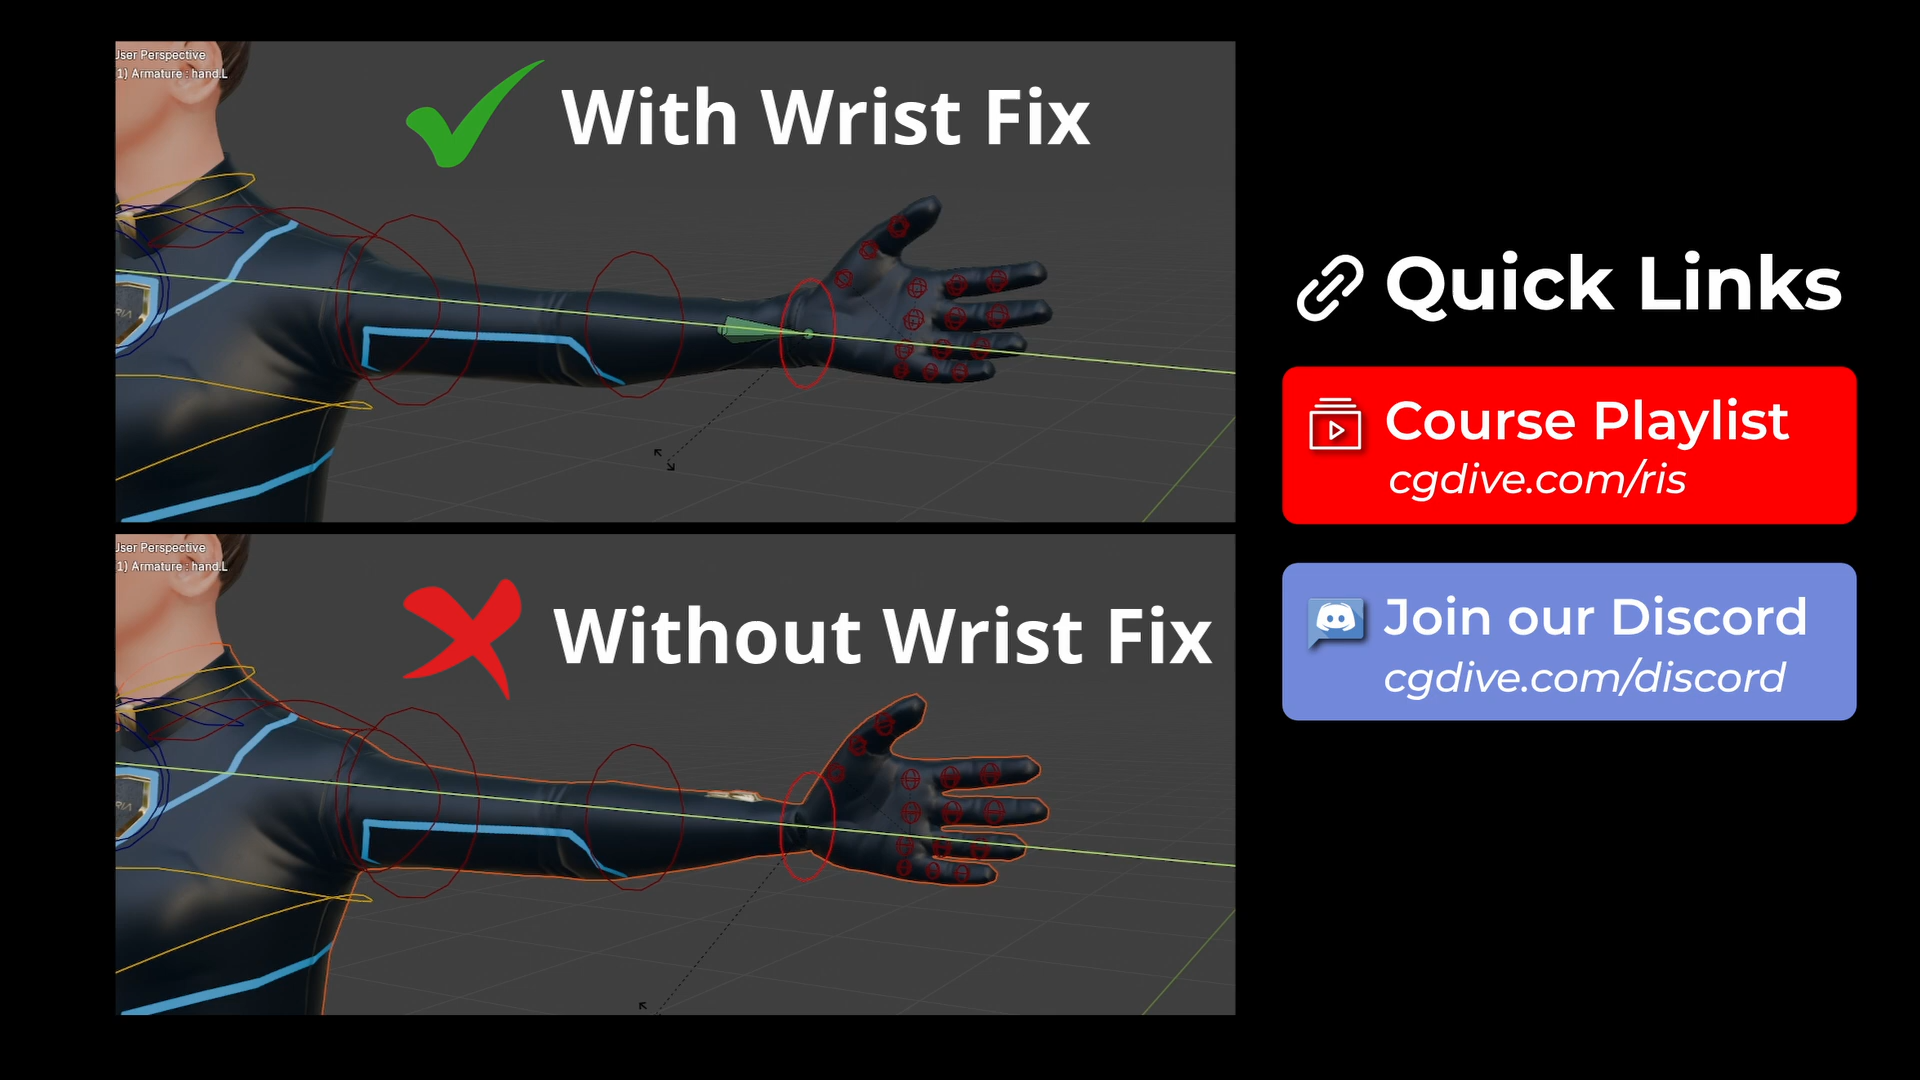 User Perspective
1) Armature : hand.L
With Wrist Fix
User Perspective
1) Armature : hand.L
Without Wrist Fix
Quick Links
Course Playlist
cgdive.com/ris
Join our Discord
cgdive.com/discord